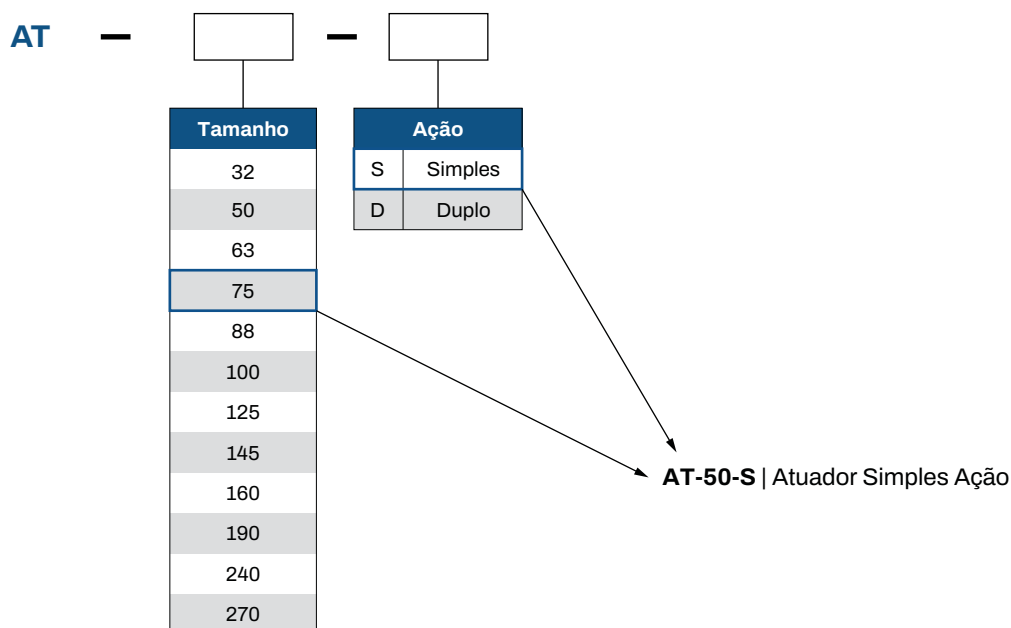 AT — —
Tamanho
32
50
63
75
88
100
125
145
160
190
240
270
Ação
S Simples
D Duplo
AT-50-S | Atuador Simples Ação